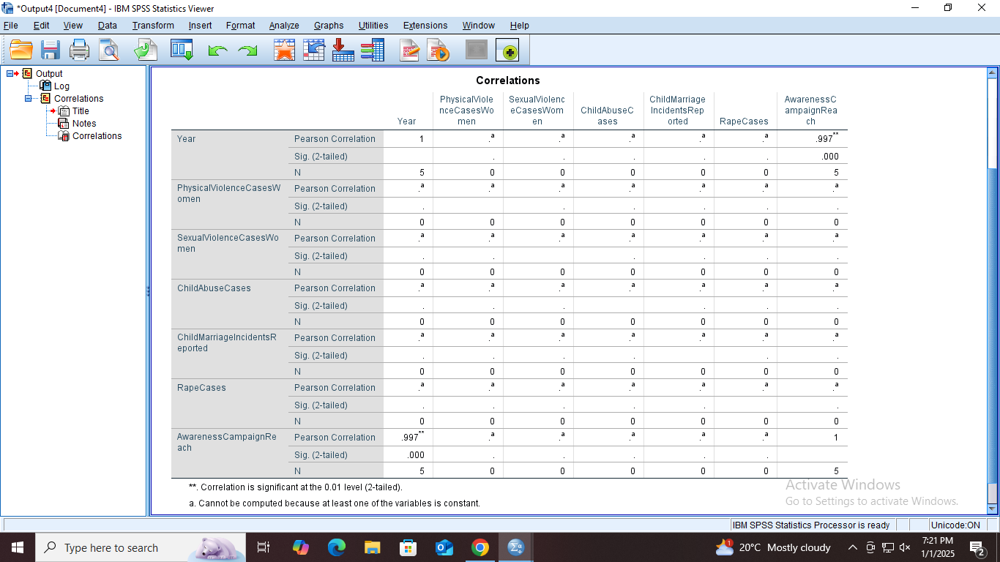 *Output4 [Document4] - IBM SPSS Statistics Viewer
File Edit View Data Transform Insert Format Analyze Graphs Utilities Extensions Window Help
Output
Log
Correlations
Title
Notes
Correlations
Correlations
Year PhysicalViolenceCasesWomen SexualViolenceCasesWomen ChildAbuseCases ChildMarriageIncidentsReported RapeCases AwarenessCampaignReach
Year Pearson Correlation 1 .a .a .a .a .a .997**
Sig. (2-tailed) . . . . . .000
N 5 0 0 0 0 0 5
PhysicalViolenceCasesWomen Pearson Correlation .a .a .a .a .a .a .a
Sig. (2-tailed) . . . . . .
N 0 0 0 0 0 0 0
SexualViolenceCasesWomen Pearson Correlation .a .a .a .a .a .a .a
Sig. (2-tailed) . . . . . .
N 0 0 0 0 0 0 0
ChildAbuseCases Pearson Correlation .a .a .a .a .a .a .a
Sig. (2-tailed) . . . . . .
N 0 0 0 0 0 0 0
ChildMarriageIncidentsReported Pearson Correlation .a .a .a .a .a .a .a
Sig. (2-tailed) . . . . . .
N 0 0 0 0 0 0 0
RapeCases Pearson Correlation .a .a .a .a .a .a .a
Sig. (2-tailed) . . . . . .
N 0 0 0 0 0 0 0
AwarenessCampaignReach Pearson Correlation .997** .a .a .a .a .a 1
Sig. (2-tailed) .000 . . . . .
N 5 0 0 0 0 0 5
**. Correlation is significant at the 0.01 level (2-tailed).
a. Cannot be computed because at least one of the variables is constant.
Activate Windows
Go to Settings to activate Windows.
IBM SPSS Statistics Processor is ready Unicode:ON
Type here to search
1
20°C Mostly cloudy
7:21 PM
1/1/2025
2